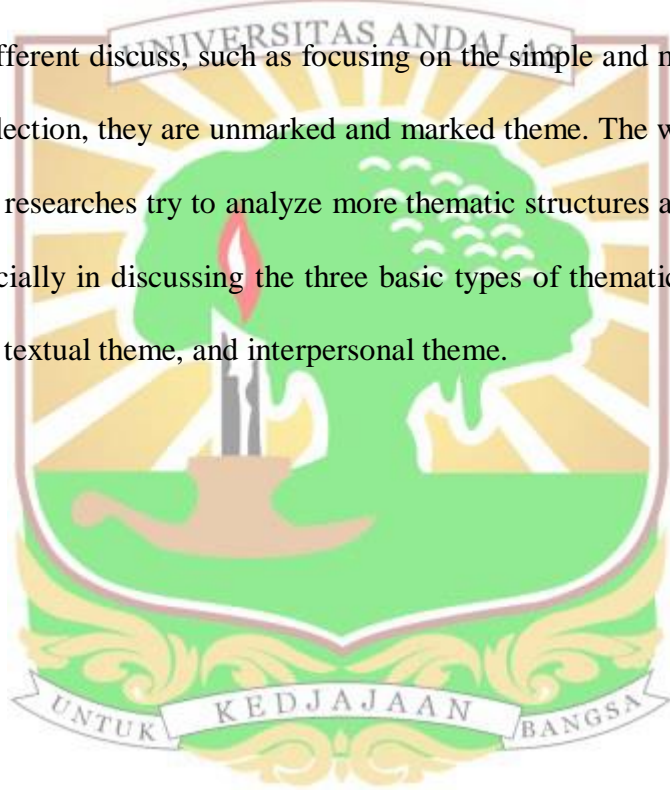 UNIVERSITAS ANDALAS
fferent discuss, such as focusing on the simple and m
lection, they are unmarked and marked theme. The w
researches try to analyze more thematic structures a
cially in discussing the three basic types of thematic
textual theme, and interpersonal theme.
UNTUK KEDJAJAAN BANGSA